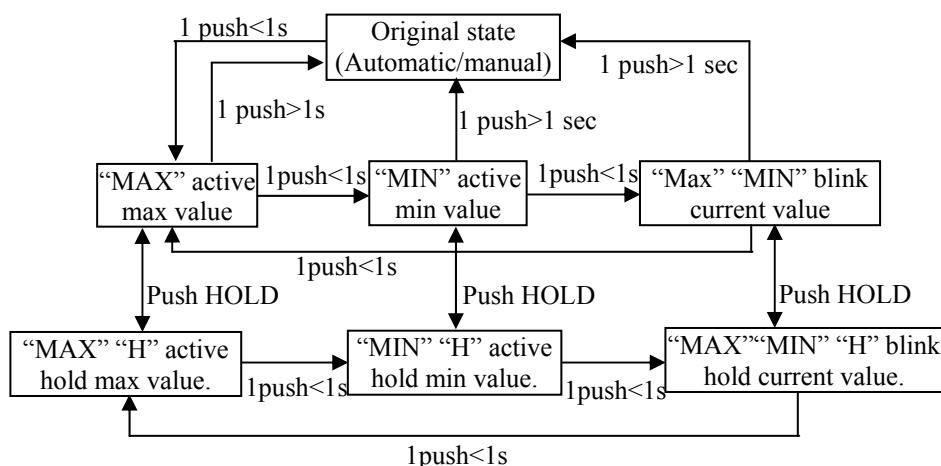 1 push<1s
Original state
(Automatic/manual)
1 push>1 sec
1 push>1s
1 push>1 sec
“MAX” active
max value
1push<1s
“MIN” active
min value
1push<1s
“Max” “MIN” blink
current value
1push<1s
Push HOLD
Push HOLD
Push HOLD
“MAX” “H” active
hold max value.
1push<1s
“MIN” “H” active
hold min value.
1push<1s
“MAX”“MIN” “H” blink
hold current value.
1push<1s